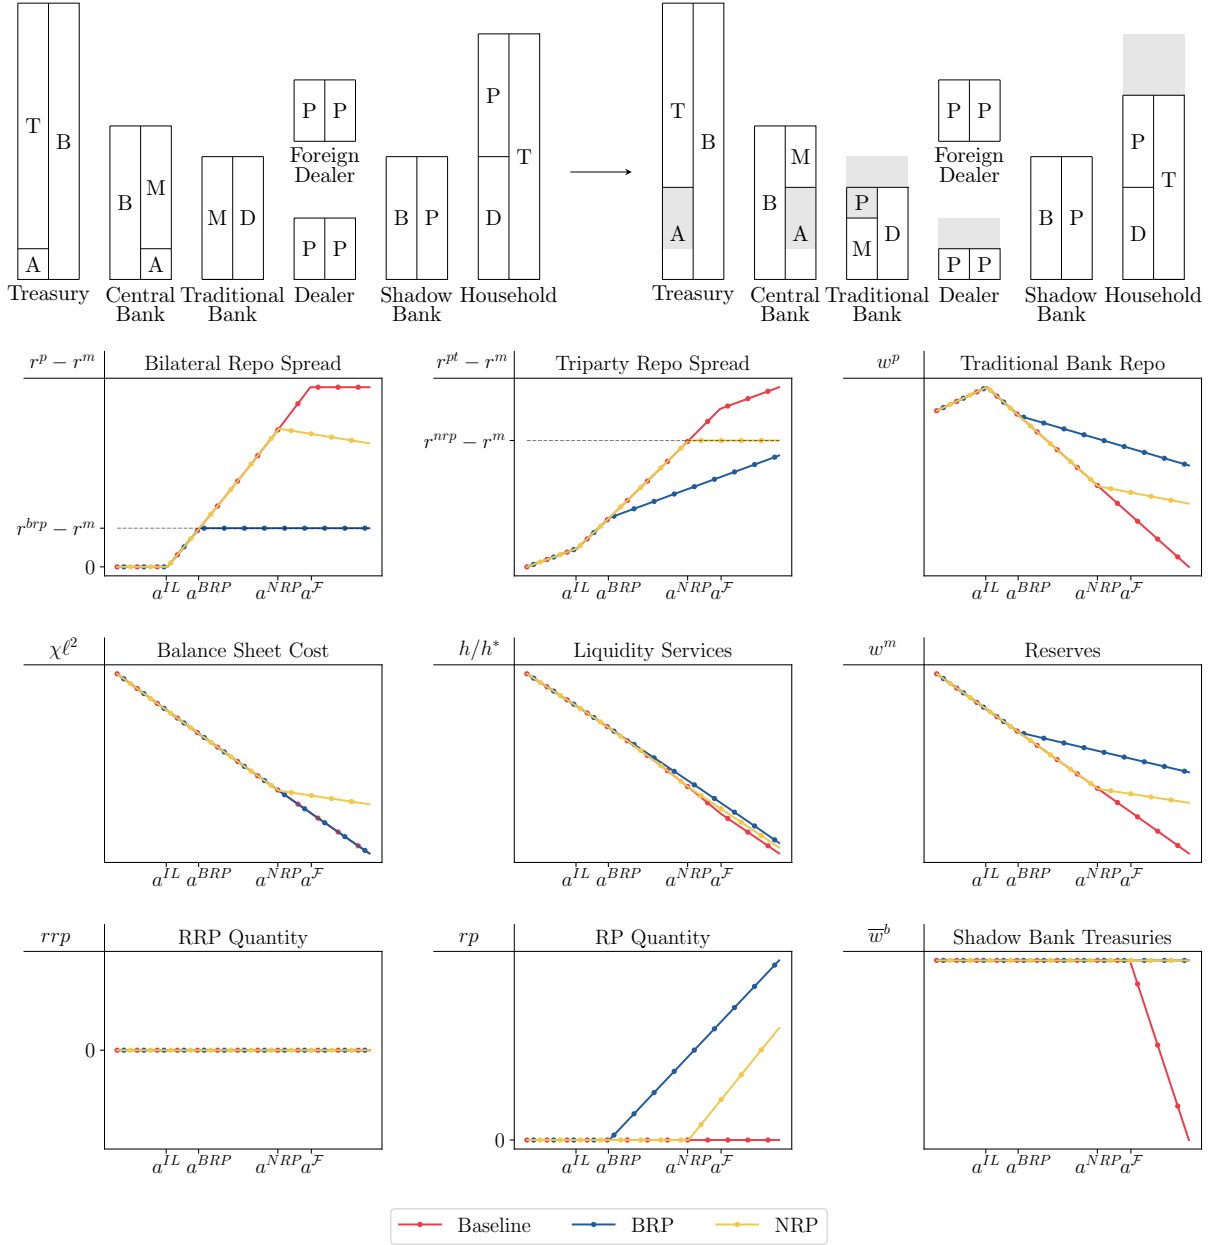 T
B
A
Treasury
B
M
A
Central
Bank
M
D
Traditional
Bank
P
P
Foreign
Dealer
P
P
Dealer
B
P
Shadow
Bank
P
D
T
Household
T
A
B
Treasury
B
M
A
Central
Bank
P
M
D
Traditional
Bank
P
P
Foreign
Dealer
P
P
Dealer
B
P
Shadow
Bank
P
D
T
Household
r^p − r^m
Bilateral Repo Spread
r^{brp} − r^m
0
a^{IL} a^{BRP} a^{NRP} a^ℱ
r^{pt} − r^m
Triparty Repo Spread
r^{nrp} − r^m
a^{IL} a^{BRP} a^{NRP} a^ℱ
w^p
Traditional Bank Repo
a^{IL} a^{BRP} a^{NRP} a^ℱ
χℓ²
Balance Sheet Cost
a^{IL} a^{BRP} a^{NRP} a^ℱ
h/h*
Liquidity Services
a^{IL} a^{BRP} a^{NRP} a^ℱ
w^m
Reserves
a^{IL} a^{BRP} a^{NRP} a^ℱ
rrp
RRP Quantity
0
a^{IL} a^{BRP} a^{NRP} a^ℱ
rp
RP Quantity
0
a^{IL} a^{BRP} a^{NRP} a^ℱ
w̅^b
Shadow Bank Treasuries
a^{IL} a^{BRP} a^{NRP} a^ℱ
Baseline
BRP
NRP